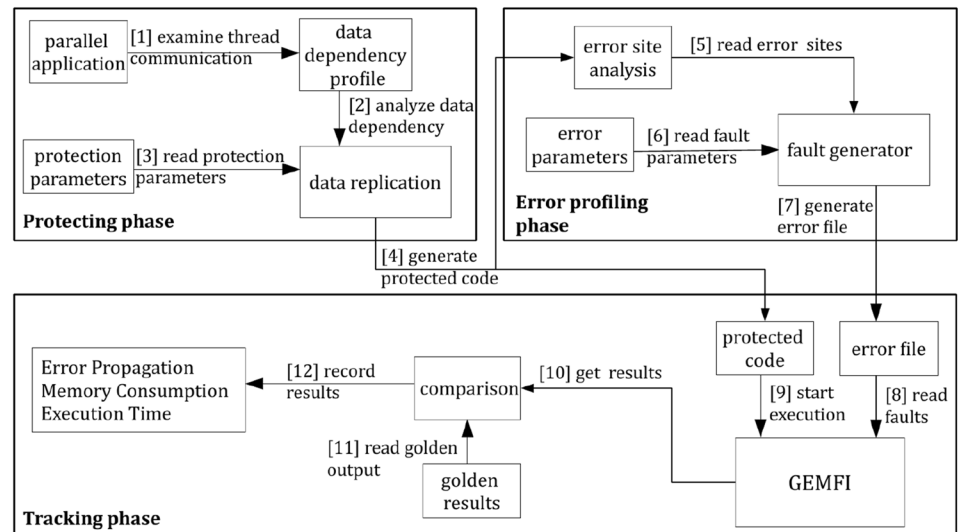 parallel
application
[1] examine thread
communication
data
dependency
profile
[2] analyze data
dependency
protection
parameters
[3] read protection
parameters
data replication
Protecting phase
error site
analysis
[5] read error sites
error
parameters
[6] read fault
parameters
fault generator
Error profiling
phase
[7] generate
error file
[4] generate
protected code
protected
code
error file
[9] start
execution
[8] read
faults
GEMFI
[10] get results
comparison
[12] record
results
Error Propagation
Memory Consumption
Execution Time
[11] read golden
output
golden
results
Tracking phase